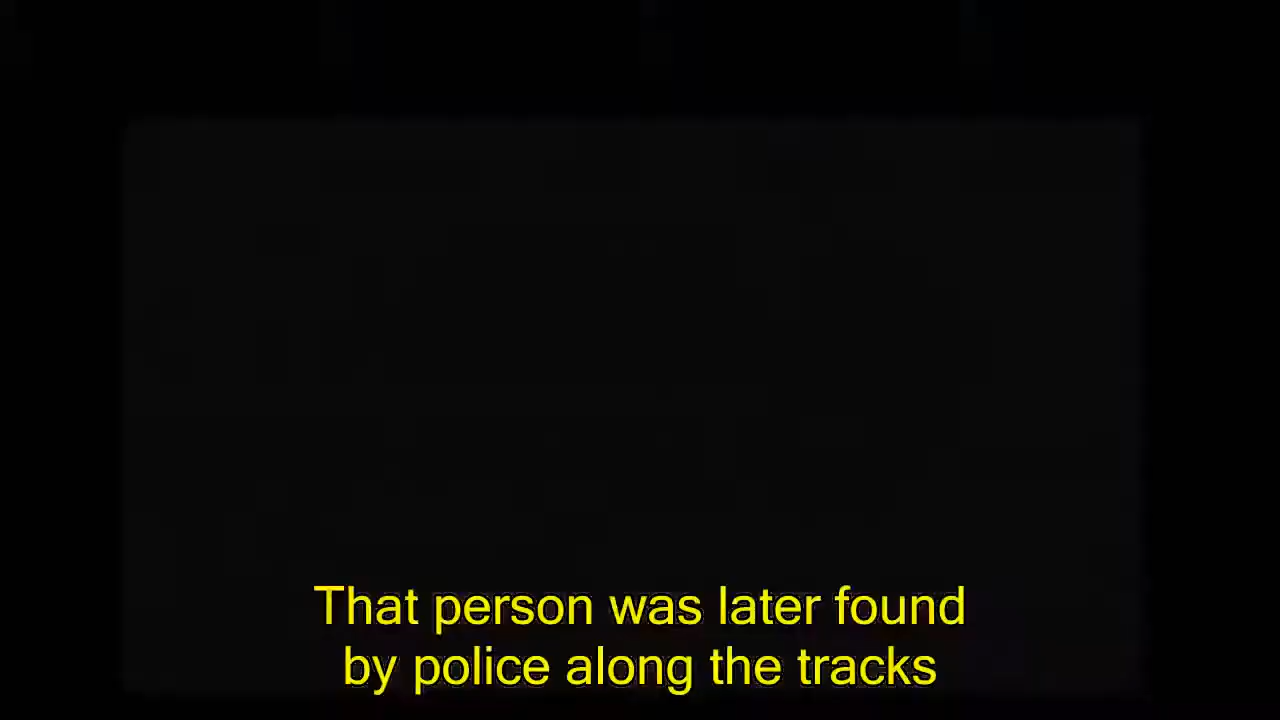 That person was later found
by police along the tracks